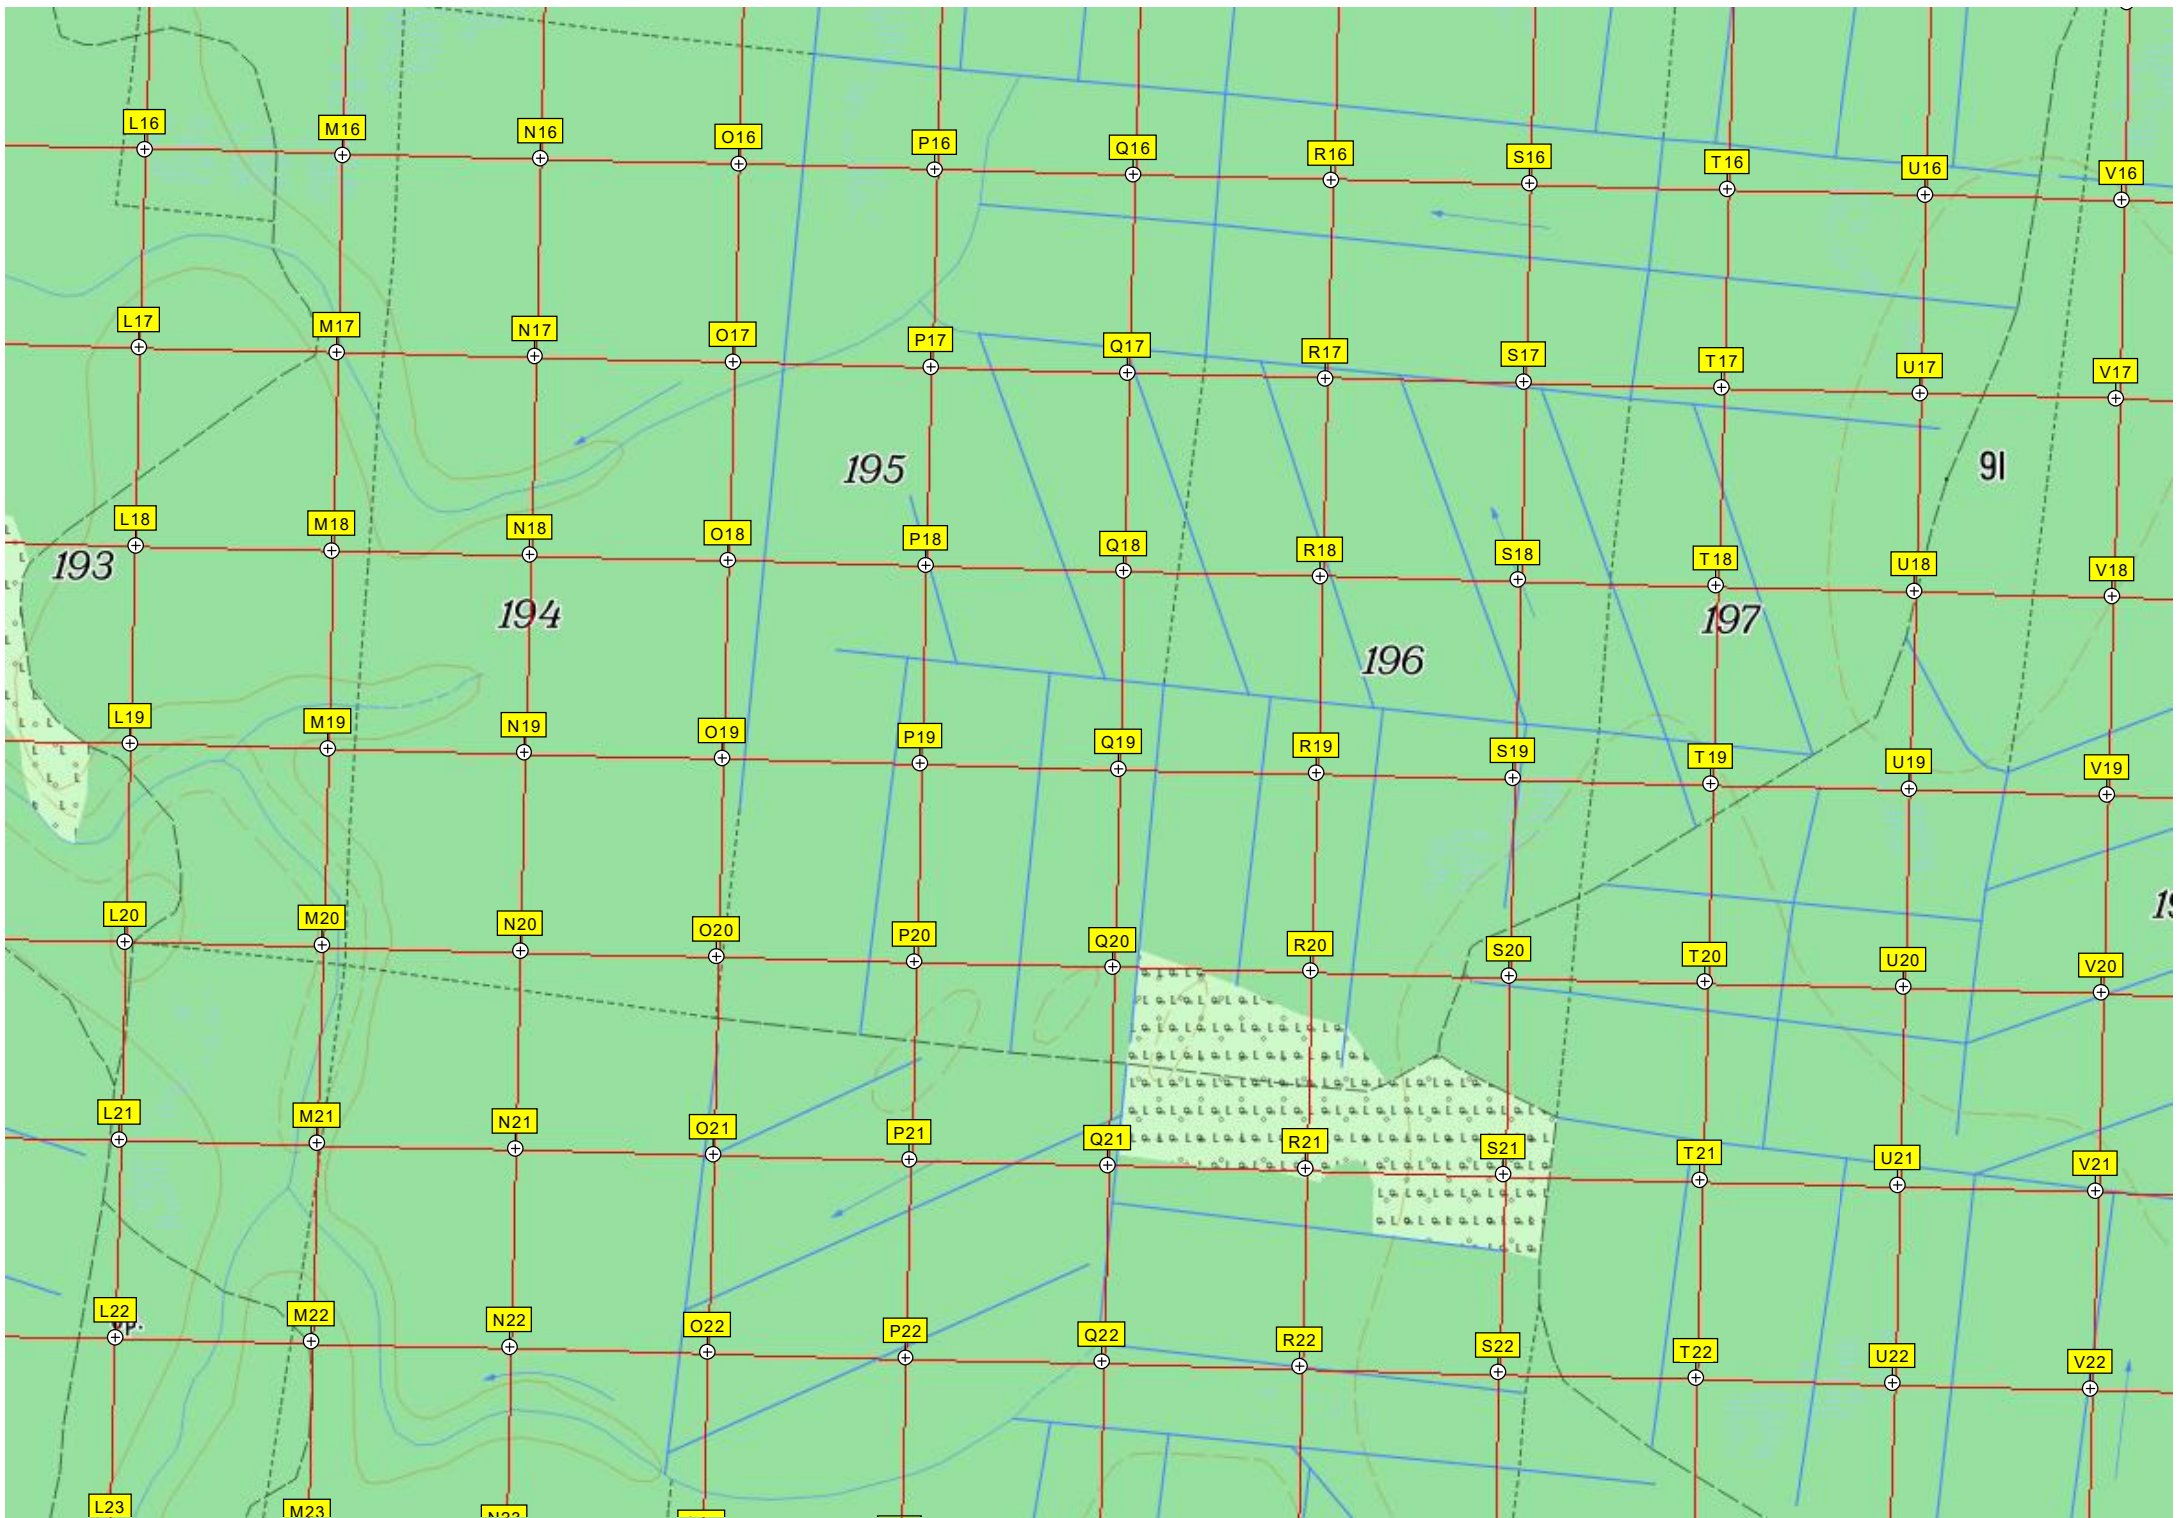 L16 M16 N16 O16 P16 Q16 R16 S16 T16 U16 V16
L17 M17 N17 O17 P17 Q17 R17 S17 T17 U17 V17
195 91
L18 M18 N18 O18 P18 Q18 R18 S18 T18 U18 V18
193 194 196 197
L19 M19 N19 O19 P19 Q19 R19 S19 T19 U19 V19
L20 M20 N20 O20 P20 Q20 R20 S20 T20 U20 V20
L21 M21 N21 O21 P21 Q21 R21 S21 T21 U21 V21
L22 M22 N22 O22 P22 Q22 R22 S22 T22 U22 V22
L23 M23 N23